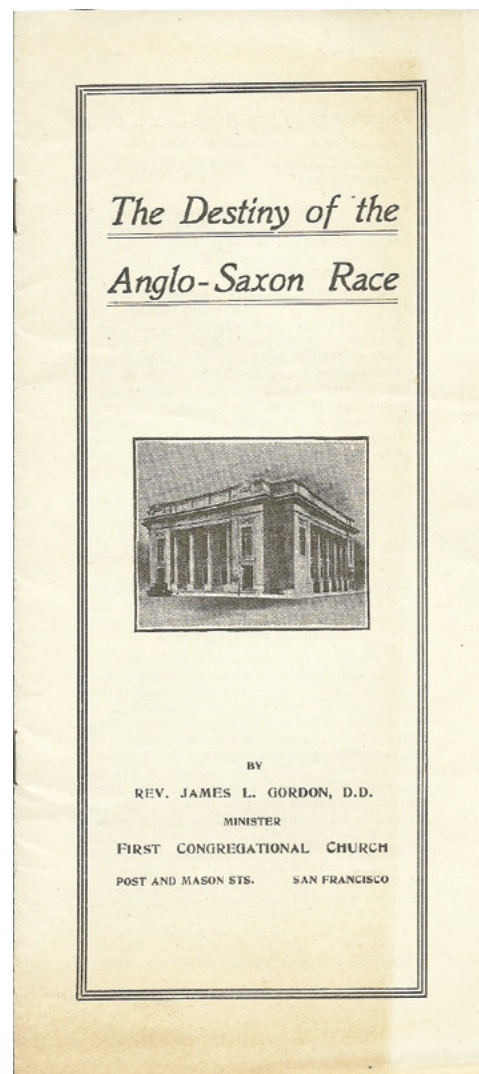 The Destiny of the
Anglo-Saxon Race
BY
REV. JAMES L. GORDON, D.D.
MINISTER
FIRST CONGREGATIONAL CHURCH
POST AND MASON STS. SAN FRANCISCO